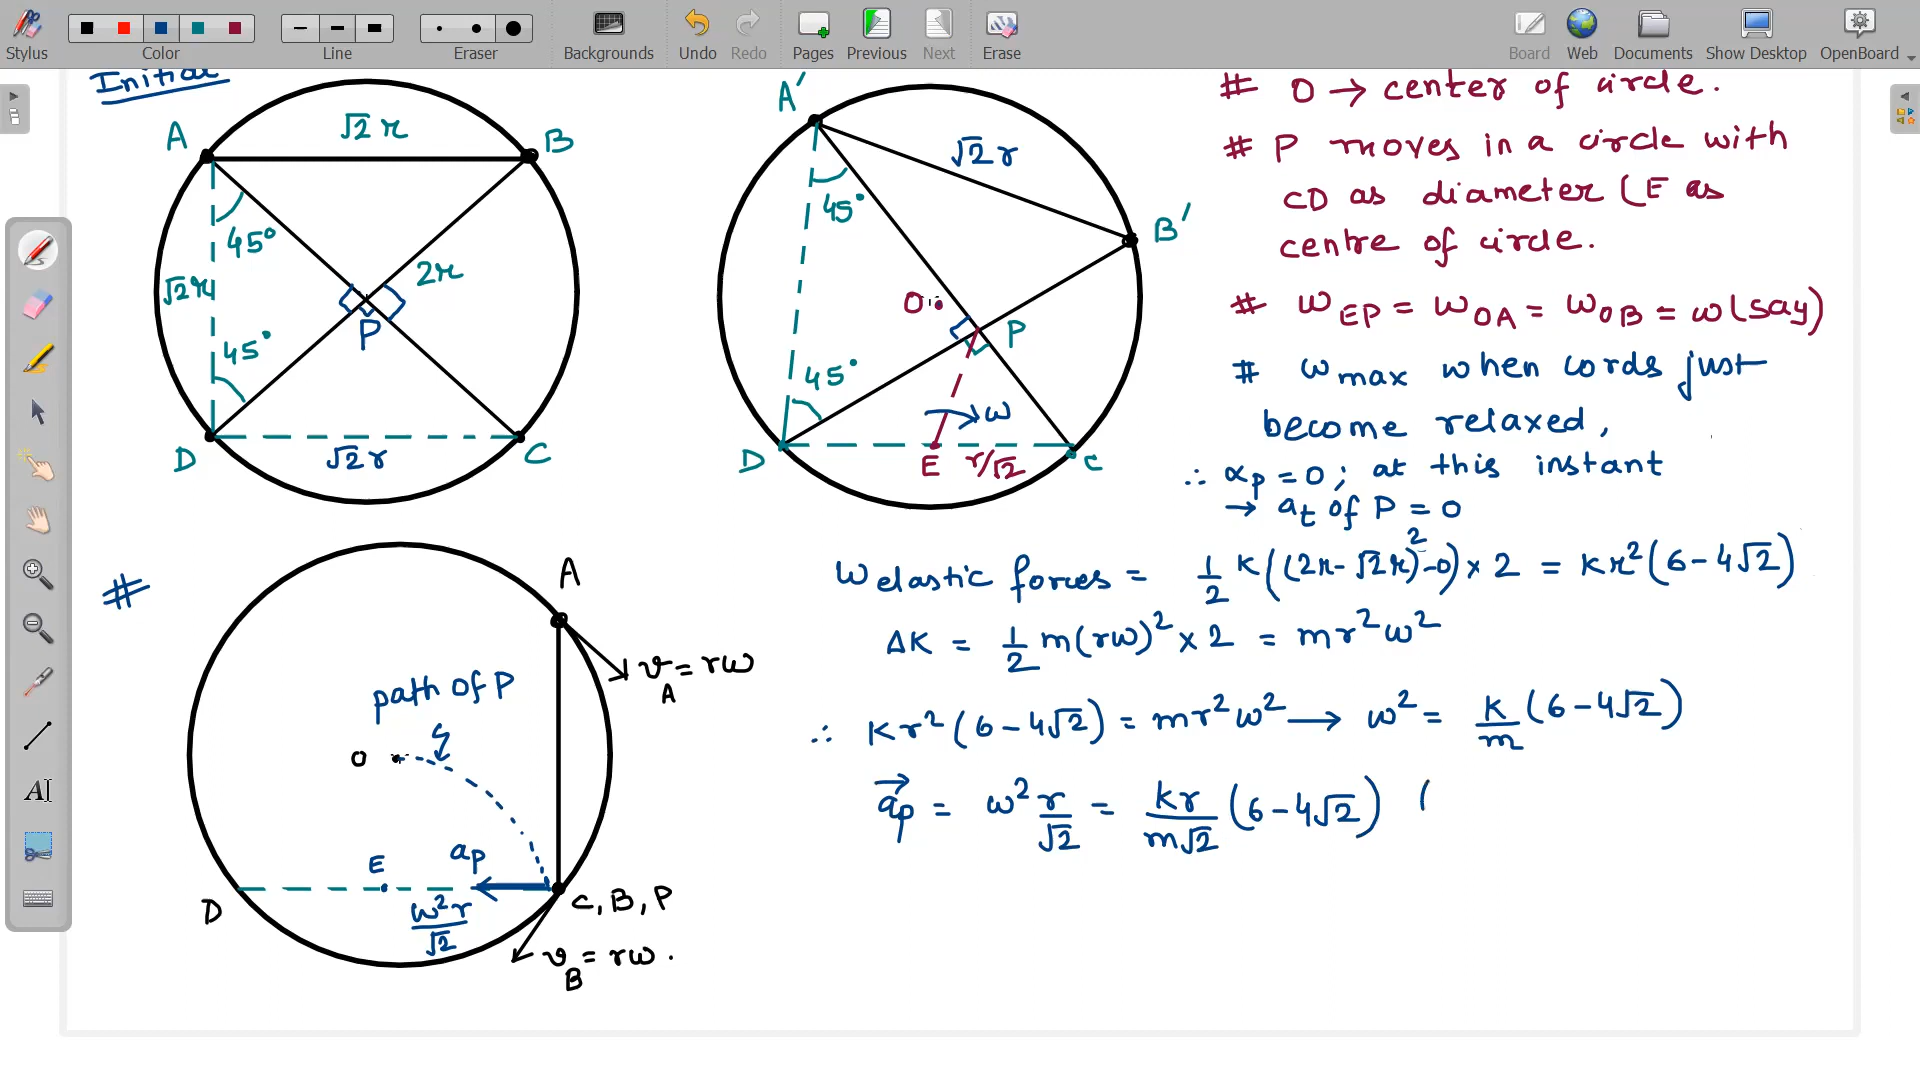 Stylus
Color
Line
Eraser
Backgrounds
Undo
Redo
Pages
Previous
Next
Erase
Board
Web
Documents
Show Desktop
OpenBoard
Initial
A
√2 r
B
45°
√2 r
2r
P
45°
D
√2 r
C
A'
√2 r
45°
B'
O
P
45°
ω
D
E
r/√2
C
# O → center of circle.
# P moves in a circle with
CD as diameter (E as
centre of circle.
# ω_EP = ω_OA = ω_OB = ω (say)
# ω max when cords just
become relaxed,
∴ α_p = 0; at this instant
→ a_t of P = 0
W elastic forces = 1/2 K((2r-√2r)²-0) × 2 = Kr²(6-4√2)
ΔK = 1/2 m(rω)² × 2 = mr²ω²
∴ Kr²(6-4√2) = mr²ω² → ω² = K/m (6-4√2)
a_p = ω² r/√2 = Kr/m√2 (6-4√2) (
#
A
v_A = rω
path of P
O
E
a_p
D
ω²r/√2
C, B, P
v_B = rω.